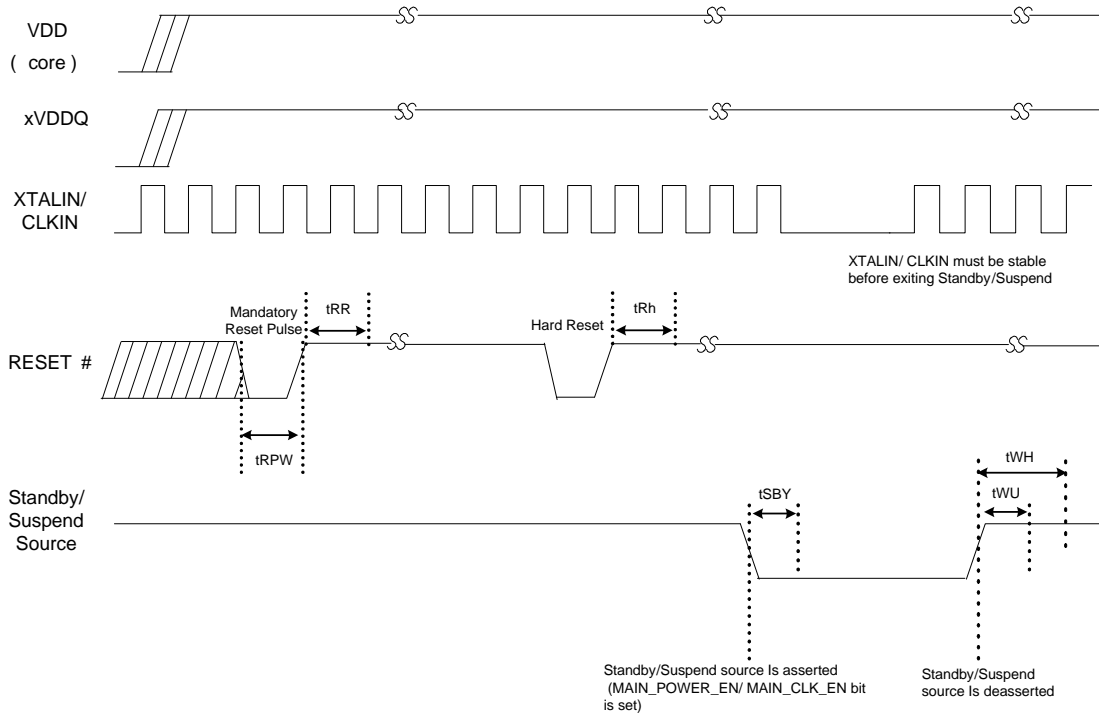 VDD
( core )
xVDDQ
XTALIN/
CLKIN
XTALIN/ CLKIN must be stable
before exiting Standby/Suspend
Mandatory
Reset Pulse
tRR
Hard Reset
tRh
RESET #
tRPW
tWH
Standby/
Suspend
Source
tSBY
tWU
Standby/Suspend source Is asserted
(MAIN_POWER_EN/ MAIN_CLK_EN bit
is set)
Standby/Suspend
source Is deasserted